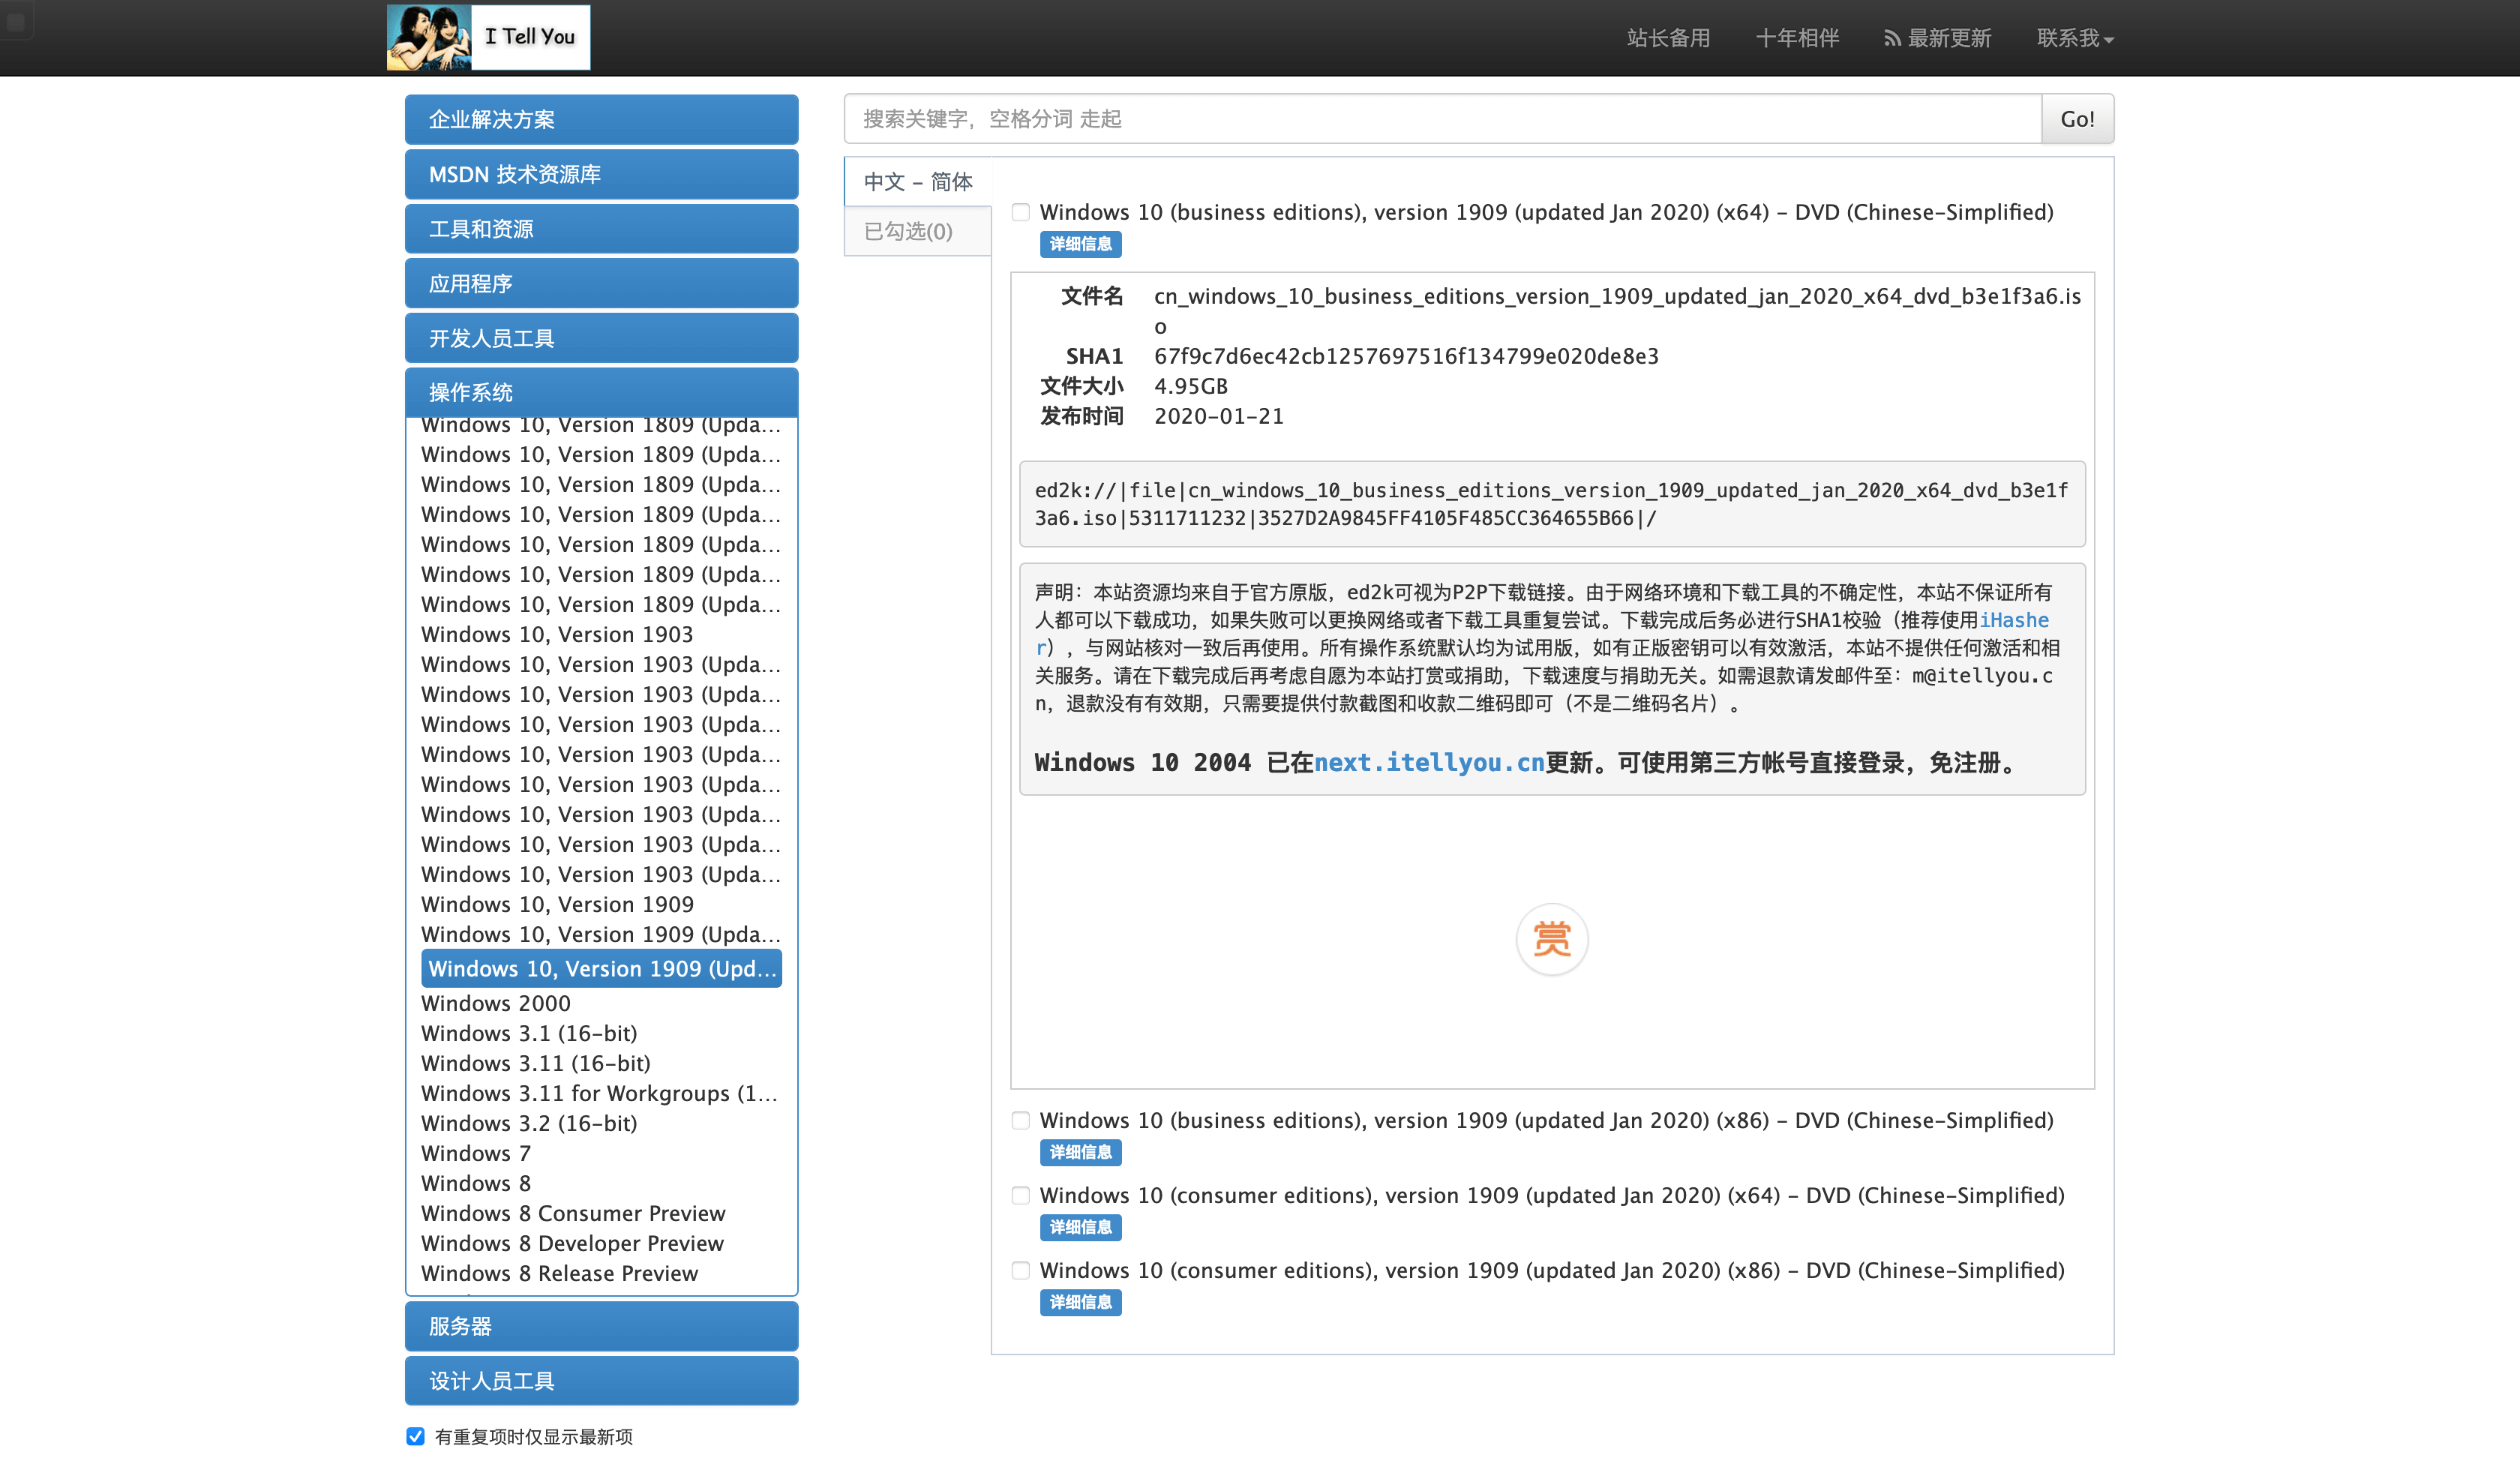 I Tell You
站长备用 十年相伴 最新更新 联系我
企业解决方案
MSDN 技术资源库
工具和资源
应用程序
开发人员工具
操作系统
Windows 10, Version 1809 (Upda...
Windows 10, Version 1809 (Upda...
Windows 10, Version 1809 (Upda...
Windows 10, Version 1809 (Upda...
Windows 10, Version 1809 (Upda...
Windows 10, Version 1809 (Upda...
Windows 10, Version 1809 (Upda...
Windows 10, Version 1903
Windows 10, Version 1903 (Upda...
Windows 10, Version 1903 (Upda...
Windows 10, Version 1903 (Upda...
Windows 10, Version 1903 (Upda...
Windows 10, Version 1903 (Upda...
Windows 10, Version 1903 (Upda...
Windows 10, Version 1903 (Upda...
Windows 10, Version 1903 (Upda...
Windows 10, Version 1909
Windows 10, Version 1909 (Upda...
Windows 10, Version 1909 (Upd...
Windows 2000
Windows 3.1 (16-bit)
Windows 3.11 (16-bit)
Windows 3.11 for Workgroups (1...
Windows 3.2 (16-bit)
Windows 7
Windows 8
Windows 8 Consumer Preview
Windows 8 Developer Preview
Windows 8 Release Preview
服务器
设计人员工具
有重复项时仅显示最新项
搜索关键字，空格分词 走起
Go!
中文 - 简体
已勾选(0)
Windows 10 (business editions), version 1909 (updated Jan 2020) (x64) - DVD (Chinese-Simplified)
详细信息
文件名 cn_windows_10_business_editions_version_1909_updated_jan_2020_x64_dvd_b3e1f3a6.is
o
SHA1 67f9c7d6ec42cb1257697516f134799e020de8e3
文件大小 4.95GB
发布时间 2020-01-21
ed2k://|file|cn_windows_10_business_editions_version_1909_updated_jan_2020_x64_dvd_b3e1f
3a6.iso|5311711232|3527D2A9845FF4105F485CC364655B66|/
声明：本站资源均来自于官方原版，ed2k可视为P2P下载链接。由于网络环境和下载工具的不确定性，本站不保证所有
人都可以下载成功，如果失败可以更换网络或者下载工具重复尝试。下载完成后务必进行SHA1校验（推荐使用iHashe
r），与网站核对一致后再使用。所有操作系统默认均为试用版，如有正版密钥可以有效激活，本站不提供任何激活和相
关服务。请在下载完成后再考虑自愿为本站打赏或捐助，下载速度与捐助无关。如需退款请发邮件至：m@itellyou.c
n，退款没有有效期，只需要提供付款截图和收款二维码即可（不是二维码名片）。
Windows 10 2004 已在next.itellyou.cn更新。可使用第三方帐号直接登录，免注册。
赏
Windows 10 (business editions), version 1909 (updated Jan 2020) (x86) - DVD (Chinese-Simplified)
详细信息
Windows 10 (consumer editions), version 1909 (updated Jan 2020) (x64) - DVD (Chinese-Simplified)
详细信息
Windows 10 (consumer editions), version 1909 (updated Jan 2020) (x86) - DVD (Chinese-Simplified)
详细信息